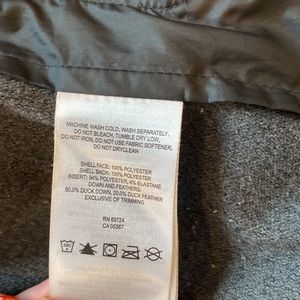 MACHINE WASH COLD, WASH SEPARATELY,
DO NOT BLEACH, TUMBLE DRY LOW,
DO NOT IRON, DO NOT USE FABRIC SOFTENER,
DO NOT DRYCLEAN
SHELL FACE: 100% POLYESTER
SHELL BACK: 100% POLYESTER
INSERT: 94% POLYESTER, 6% ELASTANE
DOWN AND FEATHERS:
80.0% DUCK DOWN, 20.0% DUCK FEATHER
EXCLUSIVE OF TRIMMING
RN 69724
CA 05367